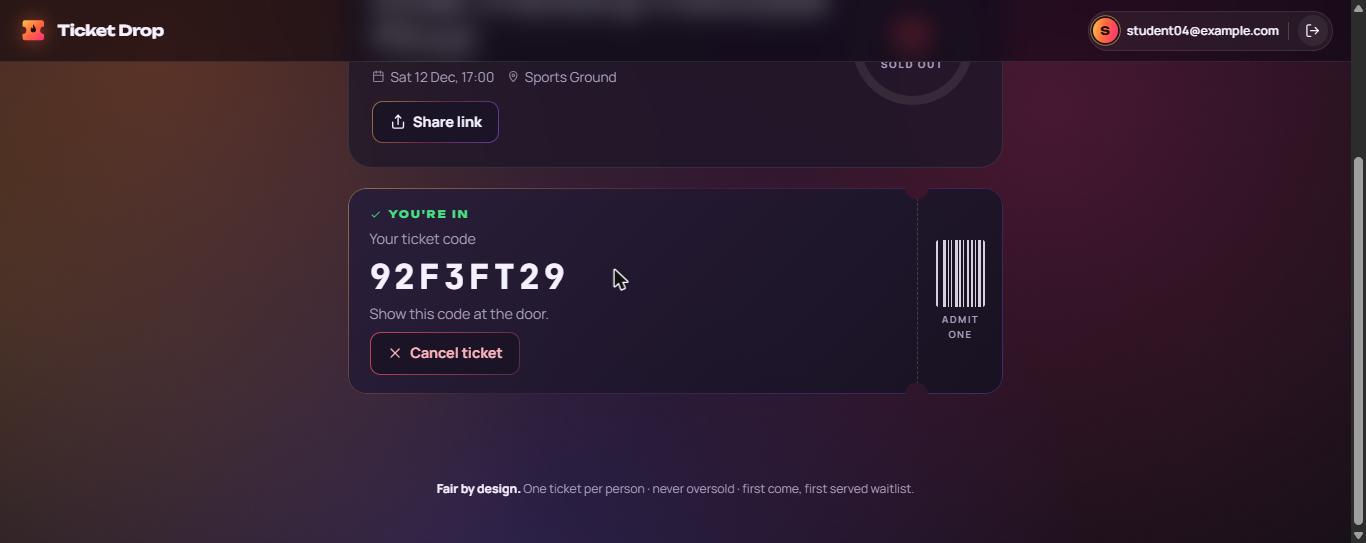 Ticket Drop
S student04@example.com
SOLD OUT
Sat 12 Dec, 17:00 Sports Ground
Share link
YOU'RE IN
Your ticket code
92F3FT29
Show this code at the door.
Cancel ticket
ADMIT
ONE
Fair by design. One ticket per person · never oversold · first come, first served waitlist.